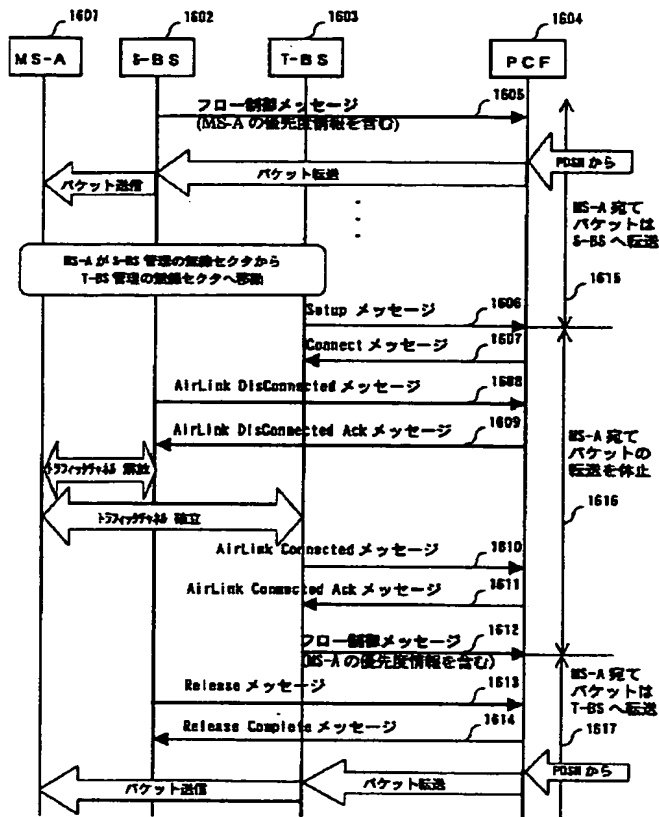 1601
1602
1603
1604
MS-A
S-BS
T-BS
PCF
1605
フロー制御メッセージ
(MS-A の優先度情報を含む)
PDSN から
パケット転送
パケット送信
MS-A 宛て
パケットは
S-BS へ転送
MS-A が S-BS 管理の無線セクタから
T-BS 管理の無線セクタへ移動
1615
Setup メッセージ
1606
Connect メッセージ
1607
AirLink DisConnected メッセージ
1608
AirLink DisConnected Ack メッセージ
1609
MS-A 宛て
パケットの
転送を休止
トラフィックチャネル 解放
1616
トラフィックチャネル 確立
AirLink Connected メッセージ
1610
AirLink Connected Ack メッセージ
1611
フロー制御メッセージ
1612
(MS-A の優先度情報を含む)
MS-A 宛て
パケットは
T-BS へ転送
Release メッセージ
1613
Release Complete メッセージ
1614
1617
PDSN から
パケット転送
パケット送信